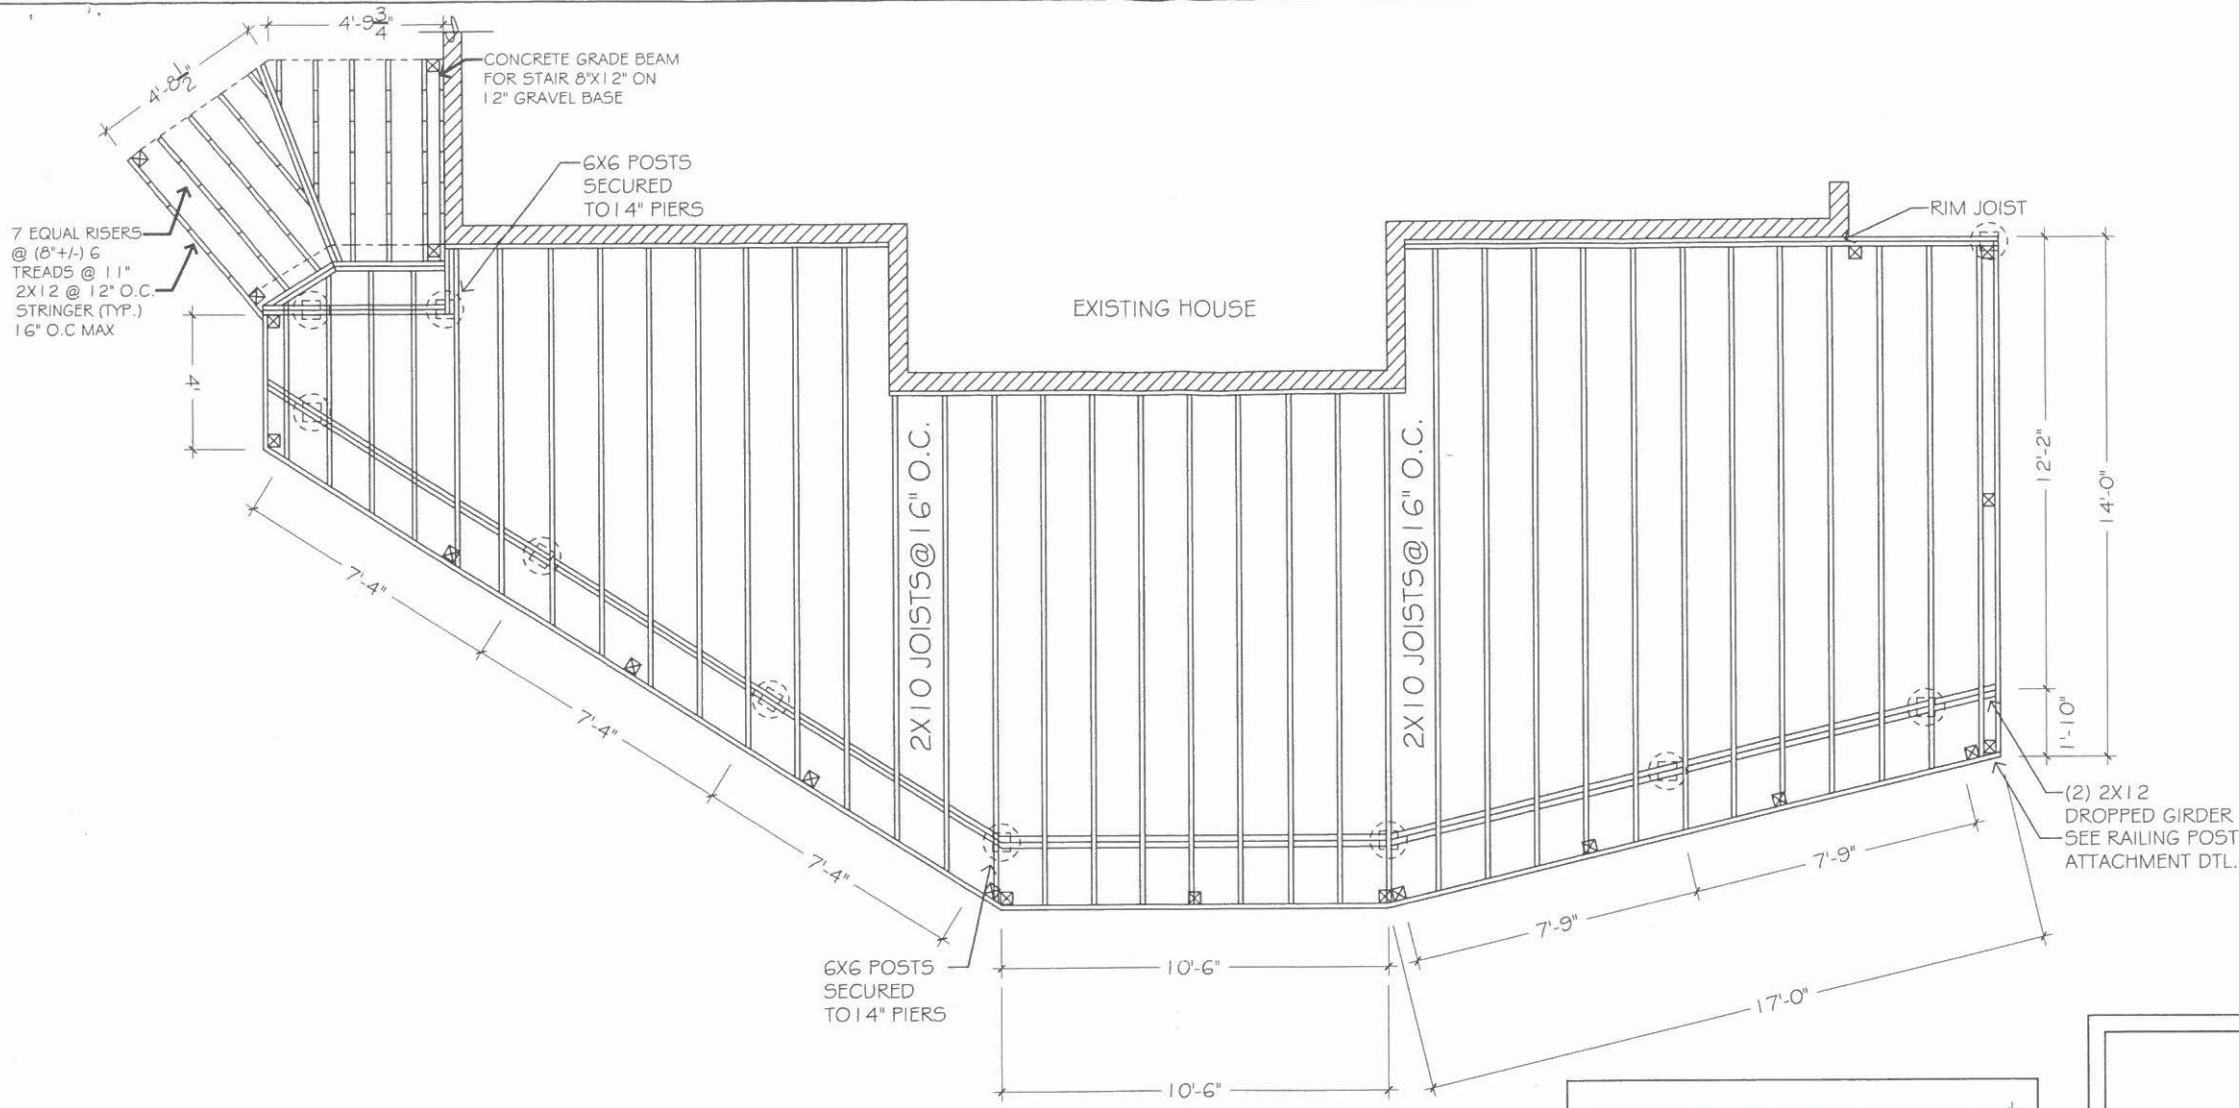 4'-9 3/4"
4'-8 1/2"
CONCRETE GRADE BEAM
FOR STAIR 8"X12" ON
12" GRAVEL BASE
6X6 POSTS
SECURED
TO14" PIERS
7 EQUAL RISERS
@ (8"+/-) 6
TREADS @ 11"
2X12 @ 12" O.C.
STRINGER (TYP.)
16" O.C MAX
4'
EXISTING HOUSE
RIM JOIST
2X10 JOISTS@16" O.C.
2X10 JOISTS@16" O.C.
12'-2"
14'-0"
1'-10"
(2) 2X12
DROPPED GIRDER
SEE RAILING POST
ATTACHMENT DTL.
7'-4"
7'-4"
7'-4"
7'-9"
7'-9"
17'-0"
6X6 POSTS
SECURED
TO14" PIERS
10'-6"
10'-6"